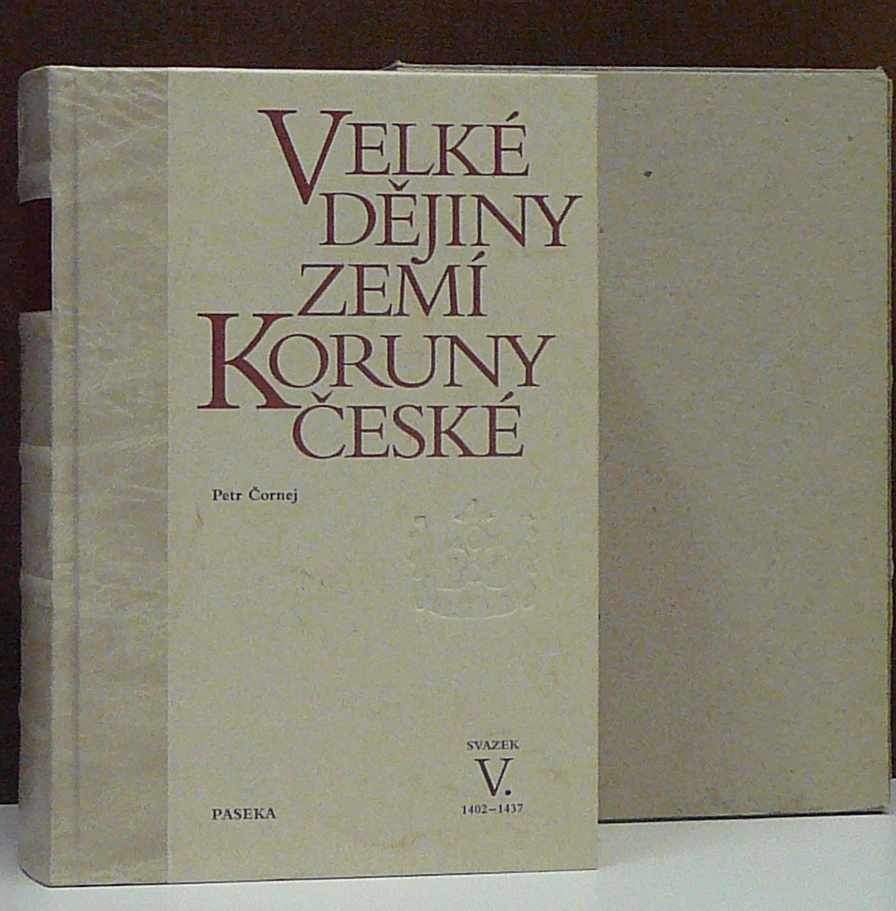 VELKÉ
DĚJINY
ZEMÍ
KORUNY
ČESKÉ
Petr Čornej
SVAZEK
V.
1402–1437
PASEKA